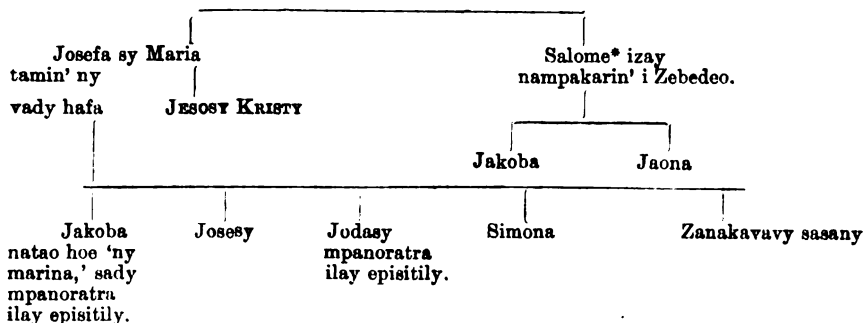 Josefa sy Maria
tamin' ny
vady hafa
JESOSY KRISTY
Salome* izay
nampakarin' i Zebedeo.
Jakoba
Jaona
Jakoba
natao hoe 'ny
marina,' sady
mpanoratra
ilay episitily.
Josesy
Jodasy
mpanoratra
ilay episitily.
Simona
Zanakavavy sasany